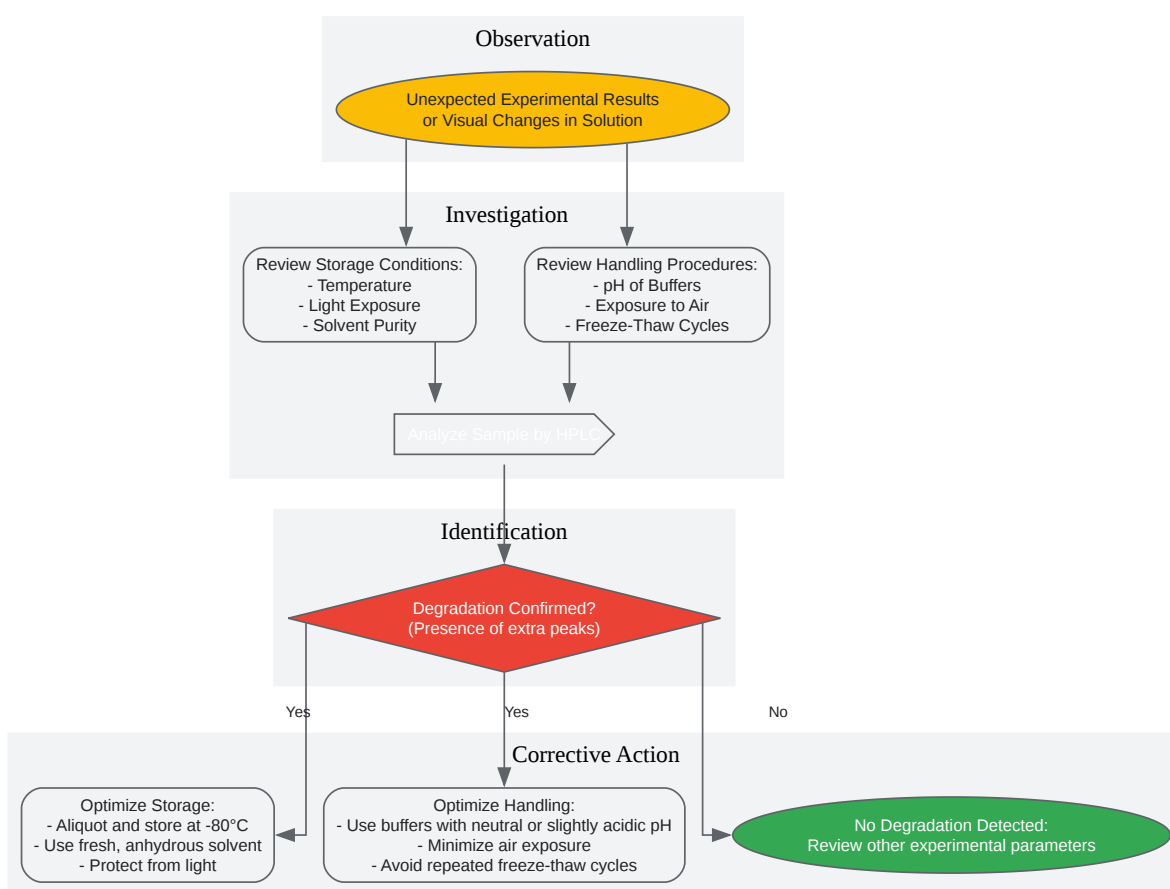 Observation
Unexpected Experimental Results
or Visual Changes in Solution
Investigation
Review Storage Conditions:
- Temperature
- Light Exposure
- Solvent Purity
Review Handling Procedures:
- pH of Buffers
- Exposure to Air
- Freeze-Thaw Cycles
Analyze Sample by HPLC
Identification
Degradation Confirmed?
(Presence of extra peaks)
Yes
Yes
No
Corrective Action
Optimize Storage:
- Aliquot and store at -80°C
- Use fresh, anhydrous solvent
- Protect from light
Optimize Handling:
- Use buffers with neutral or slightly acidic pH
- Minimize air exposure
- Avoid repeated freeze-thaw cycles
No Degradation Detected:
Review other experimental parameters